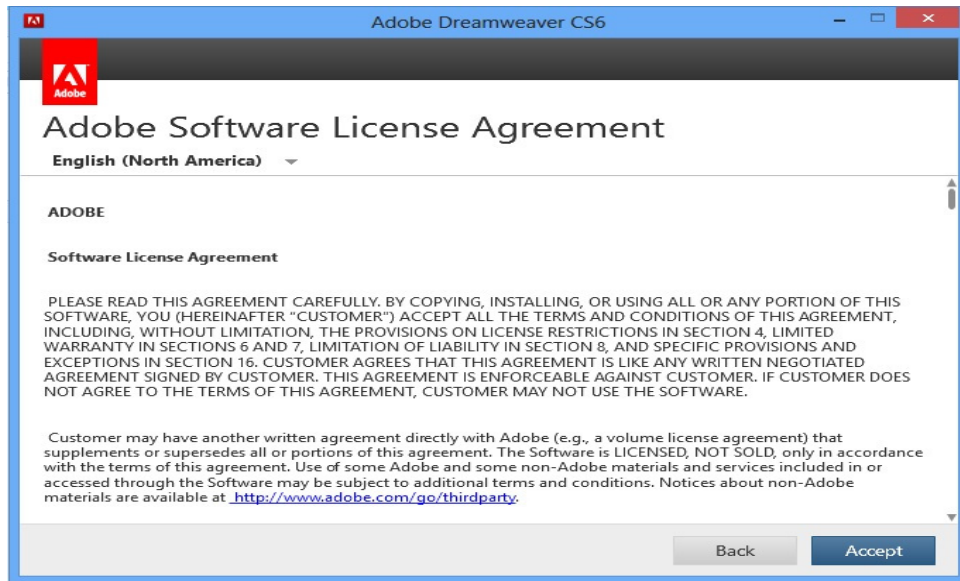 Adobe Dreamweaver CS6
Adobe
Adobe Software License Agreement
English (North America)
ADOBE
Software License Agreement
PLEASE READ THIS AGREEMENT CAREFULLY. BY COPYING, INSTALLING, OR USING ALL OR ANY PORTION OF THIS
SOFTWARE, YOU (HEREINAFTER “CUSTOMER”) ACCEPT ALL THE TERMS AND CONDITIONS OF THIS AGREEMENT,
INCLUDING, WITHOUT LIMITATION, THE PROVISIONS ON LICENSE RESTRICTIONS IN SECTION 4, LIMITED
WARRANTY IN SECTIONS 6 AND 7, LIMITATION OF LIABILITY IN SECTION 8, AND SPECIFIC PROVISIONS AND
EXCEPTIONS IN SECTION 16. CUSTOMER AGREES THAT THIS AGREEMENT IS LIKE ANY WRITTEN NEGOTIATED
AGREEMENT SIGNED BY CUSTOMER. THIS AGREEMENT IS ENFORCEABLE AGAINST CUSTOMER. IF CUSTOMER DOES
NOT AGREE TO THE TERMS OF THIS AGREEMENT, CUSTOMER MAY NOT USE THE SOFTWARE.
Customer may have another written agreement directly with Adobe (e.g., a volume license agreement) that
supplements or supersedes all or portions of this agreement. The Software is LICENSED, NOT SOLD, only in accordance
with the terms of this agreement. Use of some Adobe and some non-Adobe materials and services included in or
accessed through the Software may be subject to additional terms and conditions. Notices about non-Adobe
materials are available at http://www.adobe.com/go/thirdparty.
Back
Accept